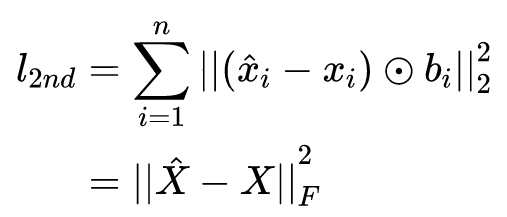 l_{2nd} = \sum_{i=1}^{n} ||(\hat{x}_i - x_i) \odot b_i||_2^2
= ||\hat{X} - X||_F^2